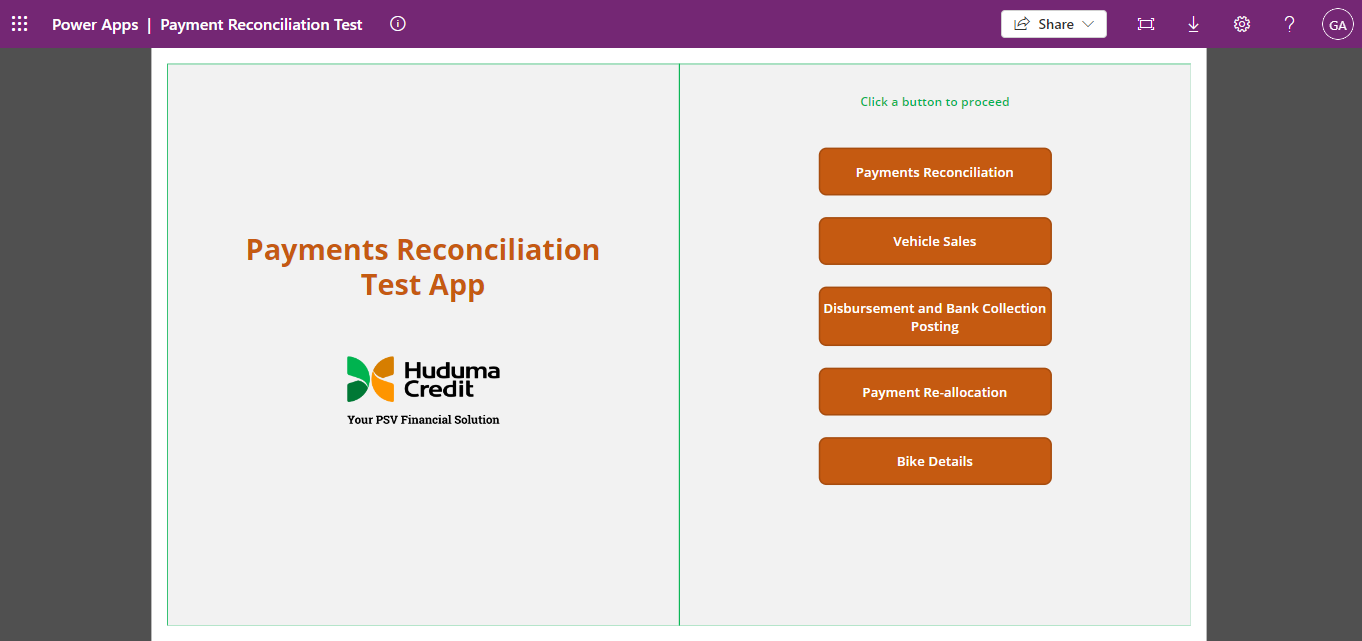 Power Apps | Payment Reconciliation Test
Share
GA
Payments Reconciliation
Test App
Huduma
Credit
Your PSV Financial Solution
Click a button to proceed
Payments Reconciliation
Vehicle Sales
Disbursement and Bank Collection
Posting
Payment Re-allocation
Bike Details